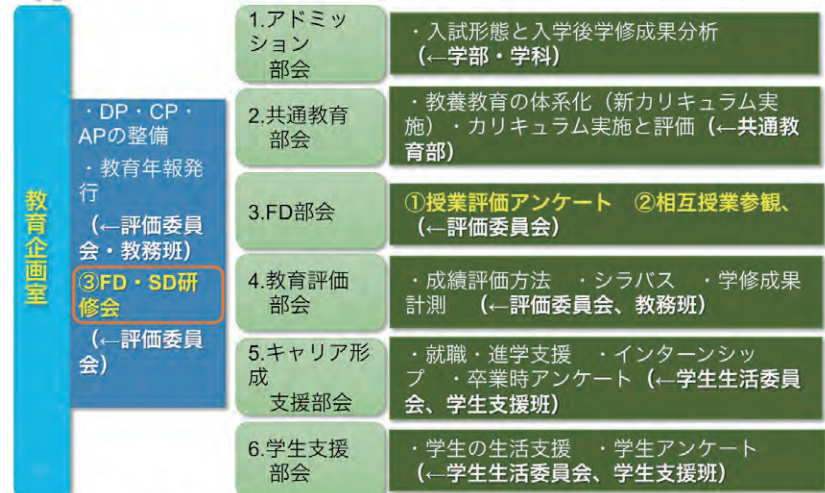 教育企画室
・DP・CP・
APの整備
・教育年報発
行
(←評価委員
会・教務班)
③FD・SD研
修会
(←評価委員
会)
1.アドミッ
ション
部会
・入試形態と入学後学修成果分析
(←学部・学科)
2.共通教育
部会
・教養教育の体系化（新カリキュラム実
施）・カリキュラム実施と評価(←共通教
育部)
3.FD部会
①授業評価アンケート　②相互授業参観、
(←評価委員会)
4.教育評価
部会
・成績評価方法　・シラバス　・学修成果
計測　(←評価委員会、教務班)
5.キャリア形
成
支援部会
・就職・進学支援　・インターンシッ
プ　・卒業時アンケート(←学生生活委員
会、学生支援班)
6.学生支援
部会
・学生の生活支援　・学生アンケート
(←学生生活委員会、学生支援班)